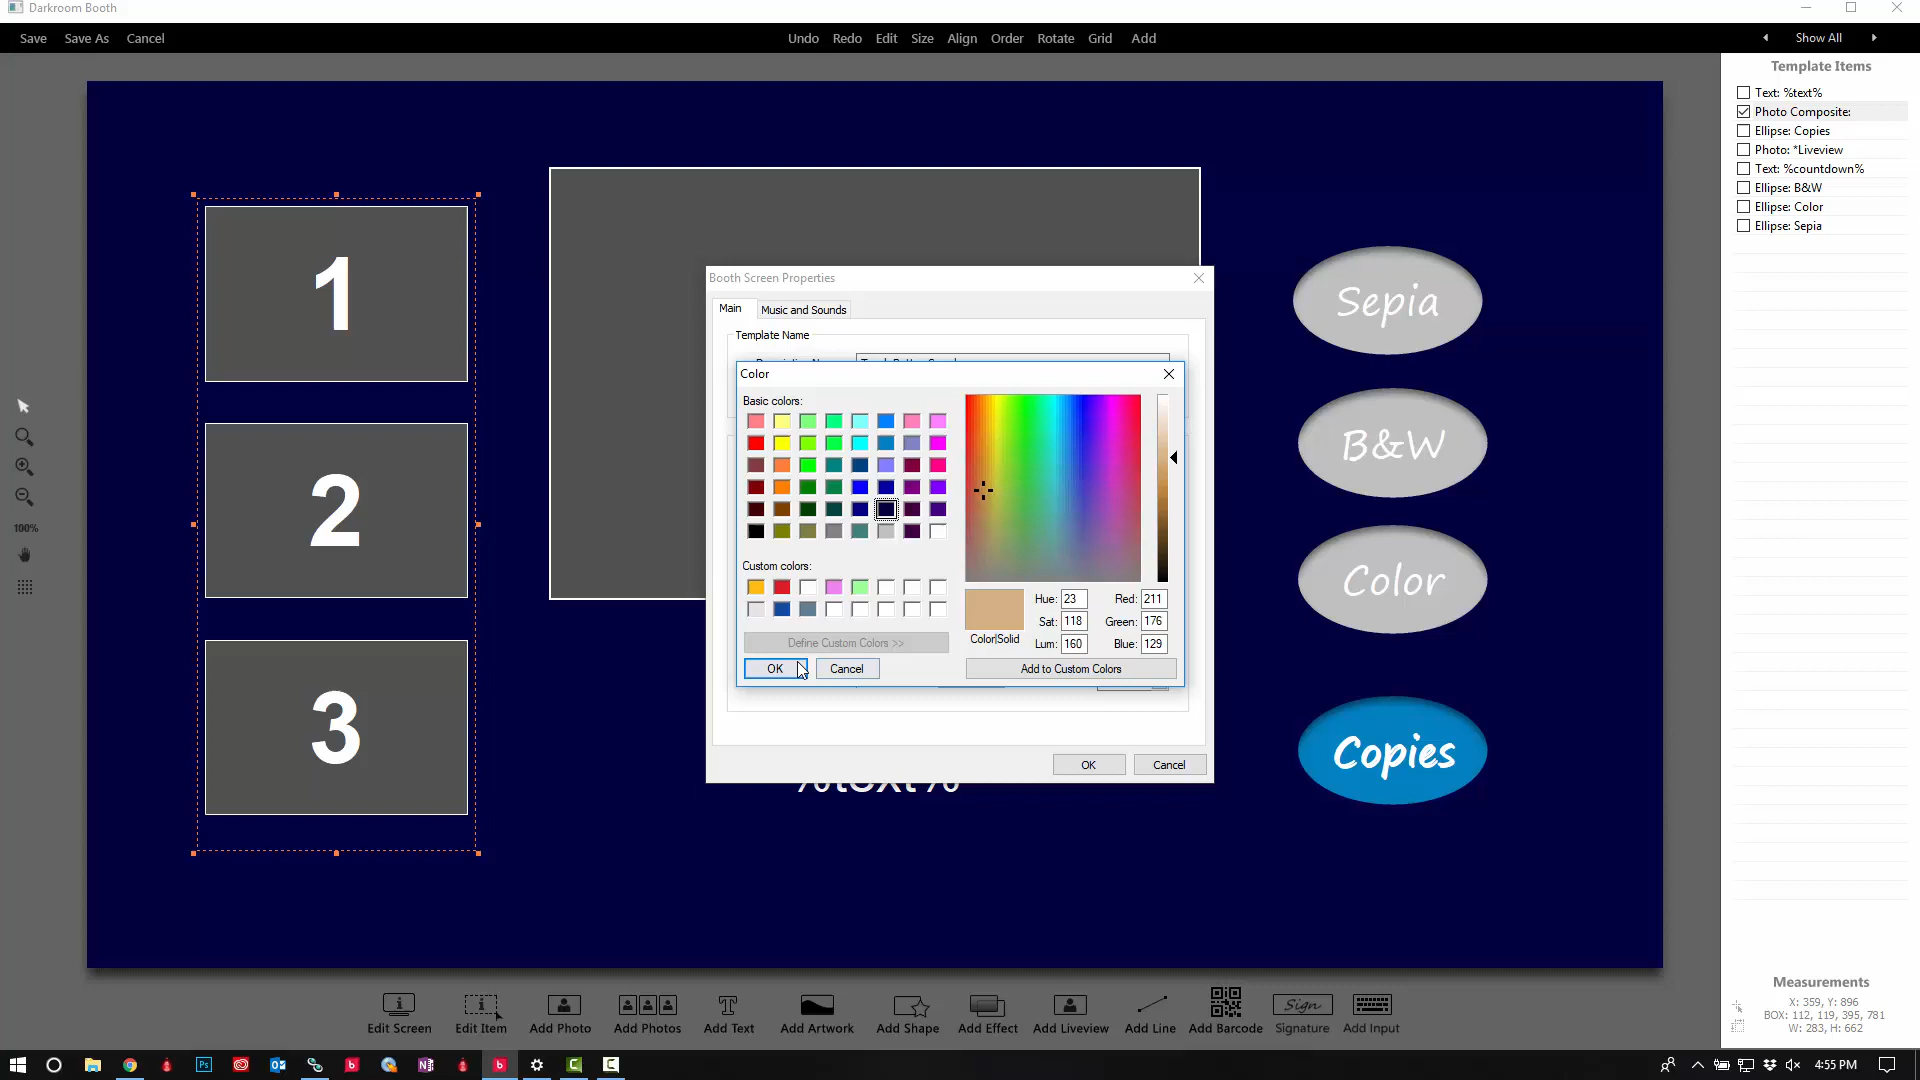 Darkroom Booth
Save Save As Cancel Undo Redo Edit Size Align Order Rotate Grid Add Show All
Template Items
Text: %text%
Photo Composite:
Ellipse: Copies
Photo: *Liveview
Text: %countdown%
Ellipse: B&W
Ellipse: Color
Ellipse: Sepia
1
2
3
Sepia
B&W
Color
Copies
100%
Booth Screen Properties
Main Music and Sounds
Template Name
Color
Basic colors:
Custom colors:
Define Custom Colors >>
OK Cancel
Color|Solid
Hue: 23 Red: 211
Sat: 118 Green: 176
Lum: 160 Blue: 129
Add to Custom Colors
OK Cancel
%text%
Measurements
X: 359, Y: 896
BOX: 112, 119, 395, 781
W: 283, H: 662
Sign
Edit Screen Edit Item Add Photo Add Photos Add Text Add Artwork Add Shape Add Effect Add Liveview Add Line Add Barcode Signature Add Input
4:55 PM